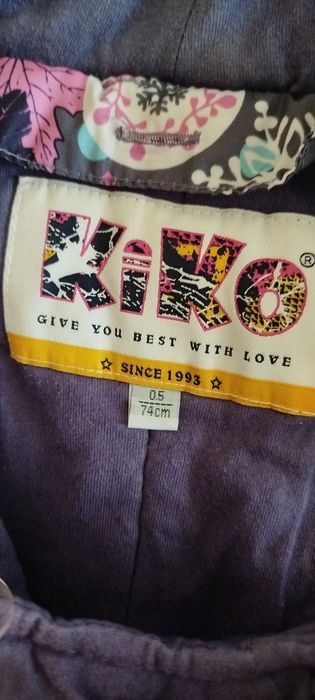 KiKO ®
GIVE YOU BEST WITH LOVE
☆ SINCE 1993 ☆
0.5
74cm